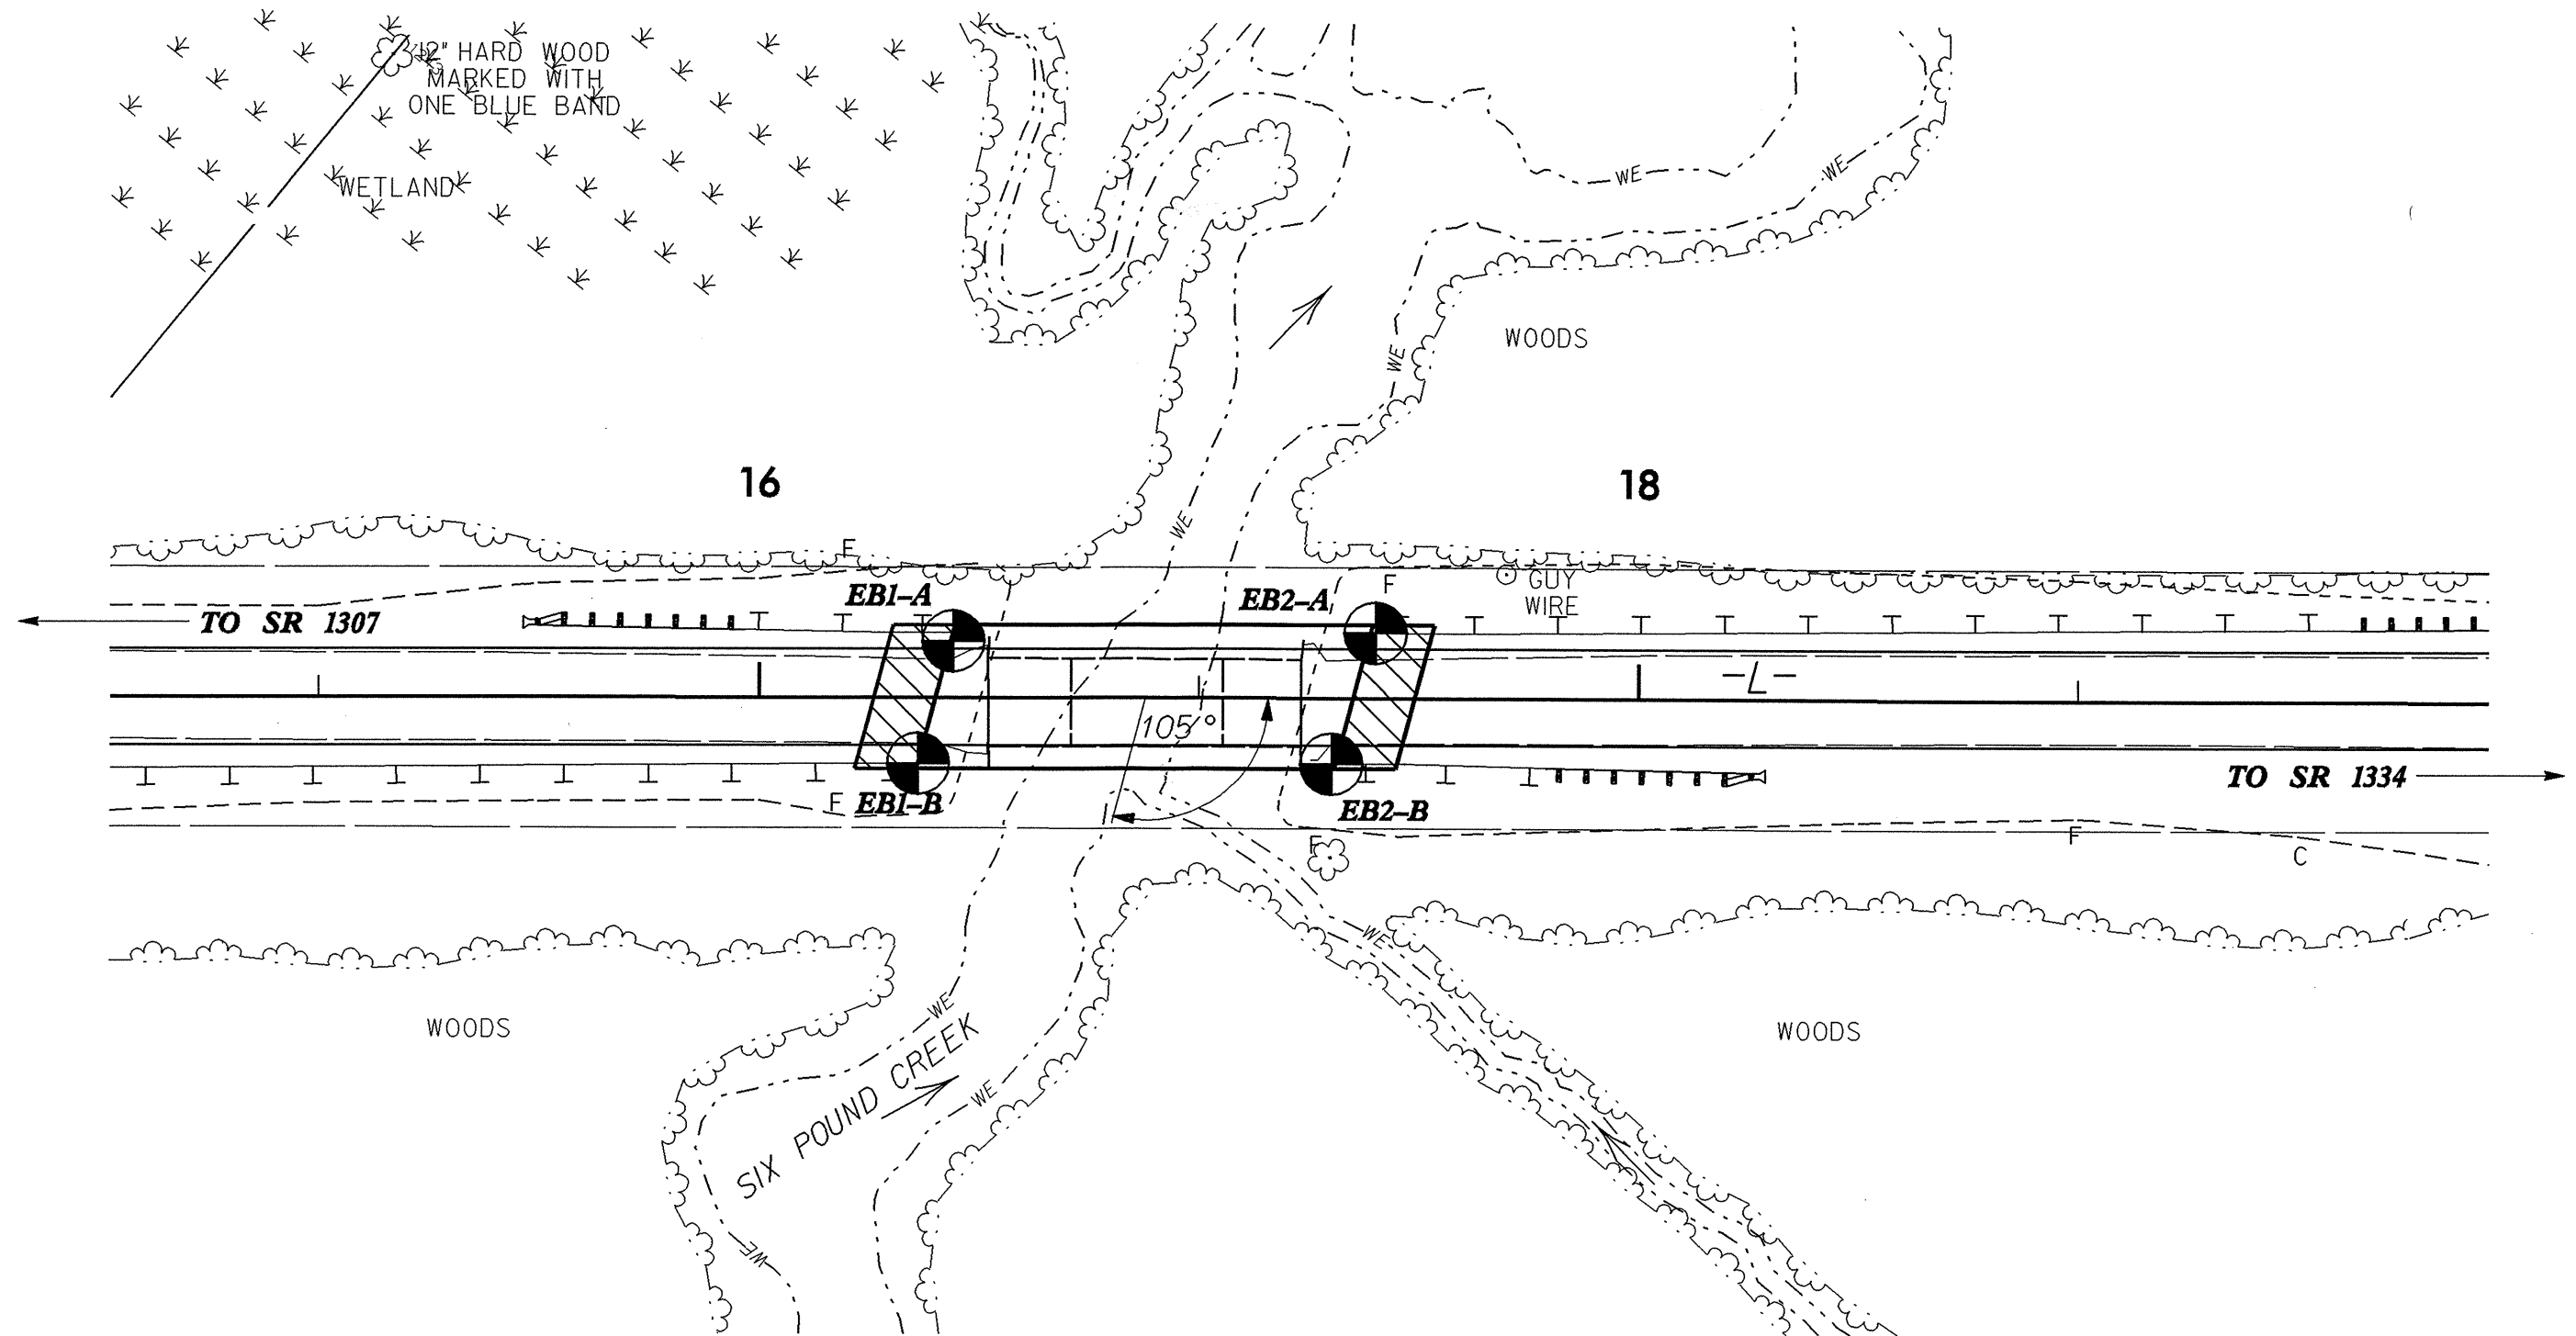 12" HARD WOOD
MARKED WITH
ONE BLUE BAND
WETLAND
WE
WE
WOODS
WE
16
18
WE
F
F
GUY
WIRE
EB1-A
EB2-A
TO SR 1307
-L-
105°
TO SR 1334
F
EB1-B
EB2-B
F
F
C
WE
WE
WOODS
WOODS
SIX POUND CREEK
WE
WE